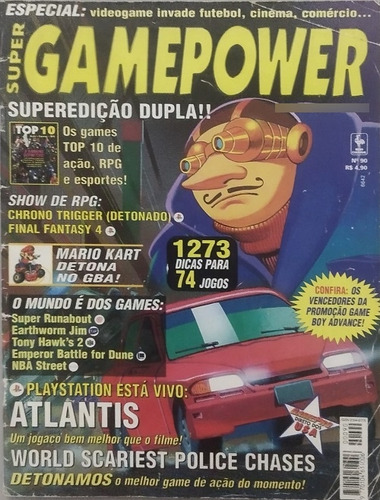 ESPECIAL: videogame invade futebol, cinema, comércio...
SUPER
GAMEPOWER
SUPEREDIÇÃO DUPLA!!
TOP 10
Os games
TOP 10 de
ação, RPG
e esportes!
Nº 90
R$ 4,90
SHOW DE RPG:
CHRONO TRIGGER (DETONADO)
FINAL FANTASY 4
MARIO KART
DETONA
NO GBA!
1273
DICAS PARA
74 JOGOS
CONFIRA: OS
VENCEDORES DA
PROMOÇÃO GAME
BOY ADVANCE!
O MUNDO É DOS GAMES:
Super Runabout
Earthworm Jim
Tony Hawk's 2
Emperor Battle for Dune
NBA Street
PLAYSTATION ESTÁ VIVO:
ATLANTIS
Um jogaço bem melhor que o filme!
WORLD SCARIEST POLICE CHASES
DETONAMOS o melhor game de ação do momento!